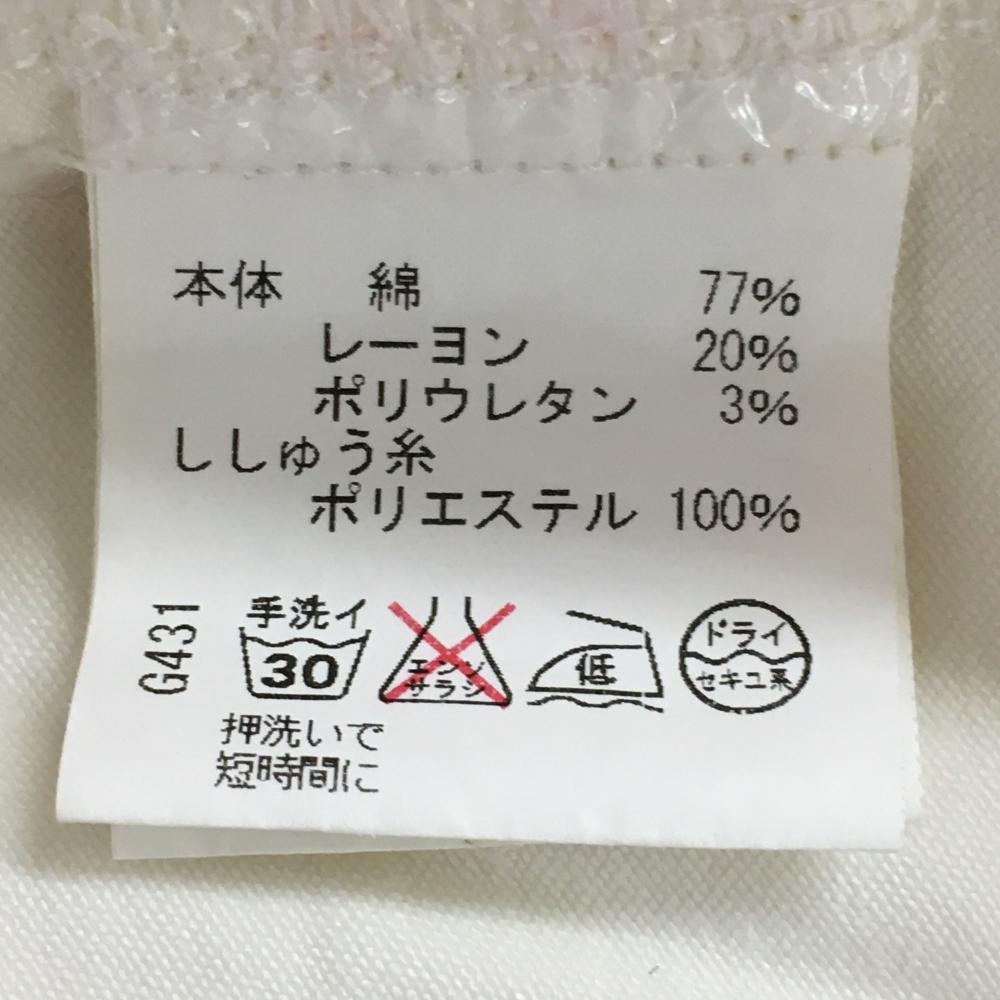 本体 綿 77%
レーヨン 20%
ポリウレタン 3%
ししゅう糸
ポリエステル 100%
G431
手洗イ
30
エンソ
サラシ
低
ドライ
セキユ系
押洗いで
短時間に